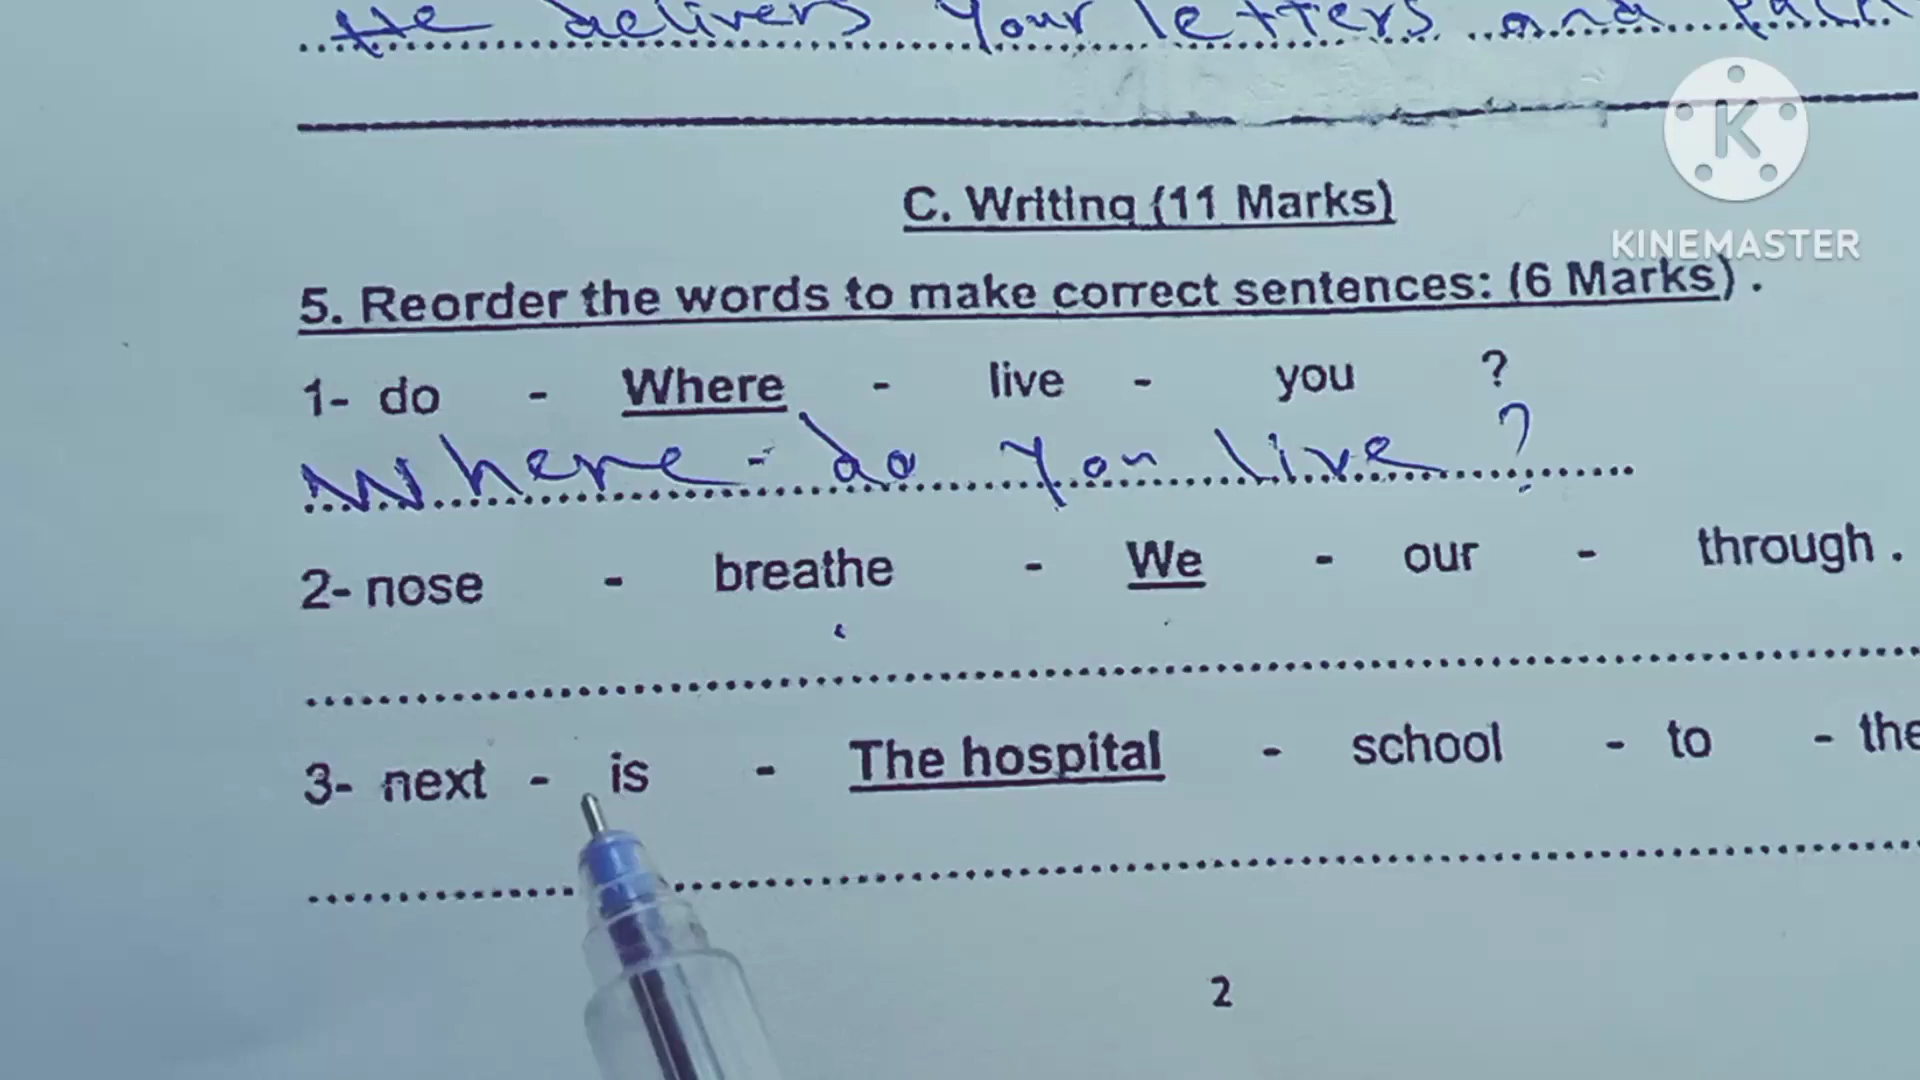 He delivers your letters and
C. Writing (11 Marks)
KINEMASTER
5. Reorder the words to make correct sentences: (6 Marks) .
1- do - Where - live - you ?
Where do you live ?
2- nose - breathe - We - our - through .
3- next - is - The hospital - school - to - the
2